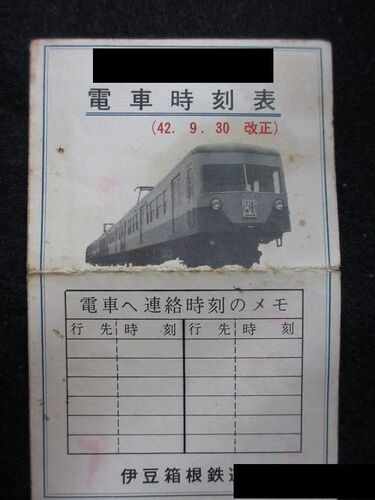 電車時刻表
(42. 9. 30 改正)
電車へ連絡時刻のメモ
行先 時刻 行先 時刻
伊豆箱根鉄道